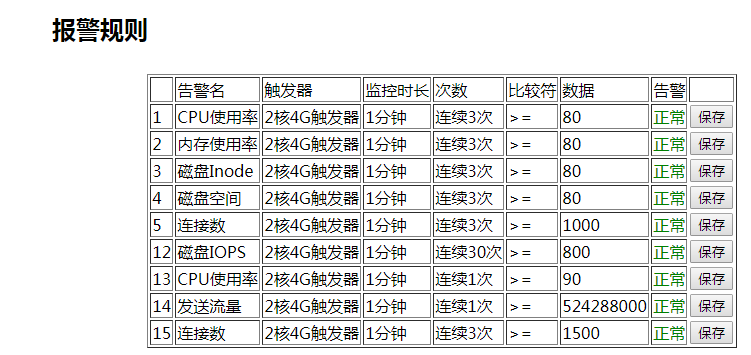 报警规则
告警名 触发器 监控时长 次数 比较符 数据 告警
1 CPU使用率 2核4G触发器 1分钟 连续3次 >= 80 正常 保存
2 内存使用率 2核4G触发器 1分钟 连续3次 >= 80 正常 保存
3 磁盘Inode 2核4G触发器 1分钟 连续3次 >= 80 正常 保存
4 磁盘空间 2核4G触发器 1分钟 连续3次 >= 80 正常 保存
5 连接数 2核4G触发器 1分钟 连续3次 >= 1000 正常 保存
12 磁盘IOPS 2核4G触发器 1分钟 连续30次 >= 800 正常 保存
13 CPU使用率 2核4G触发器 1分钟 连续1次 >= 90 正常 保存
14 发送流量 2核4G触发器 1分钟 连续1次 >= 524288000 正常 保存
15 连接数 2核4G触发器 1分钟 连续3次 >= 1500 正常 保存